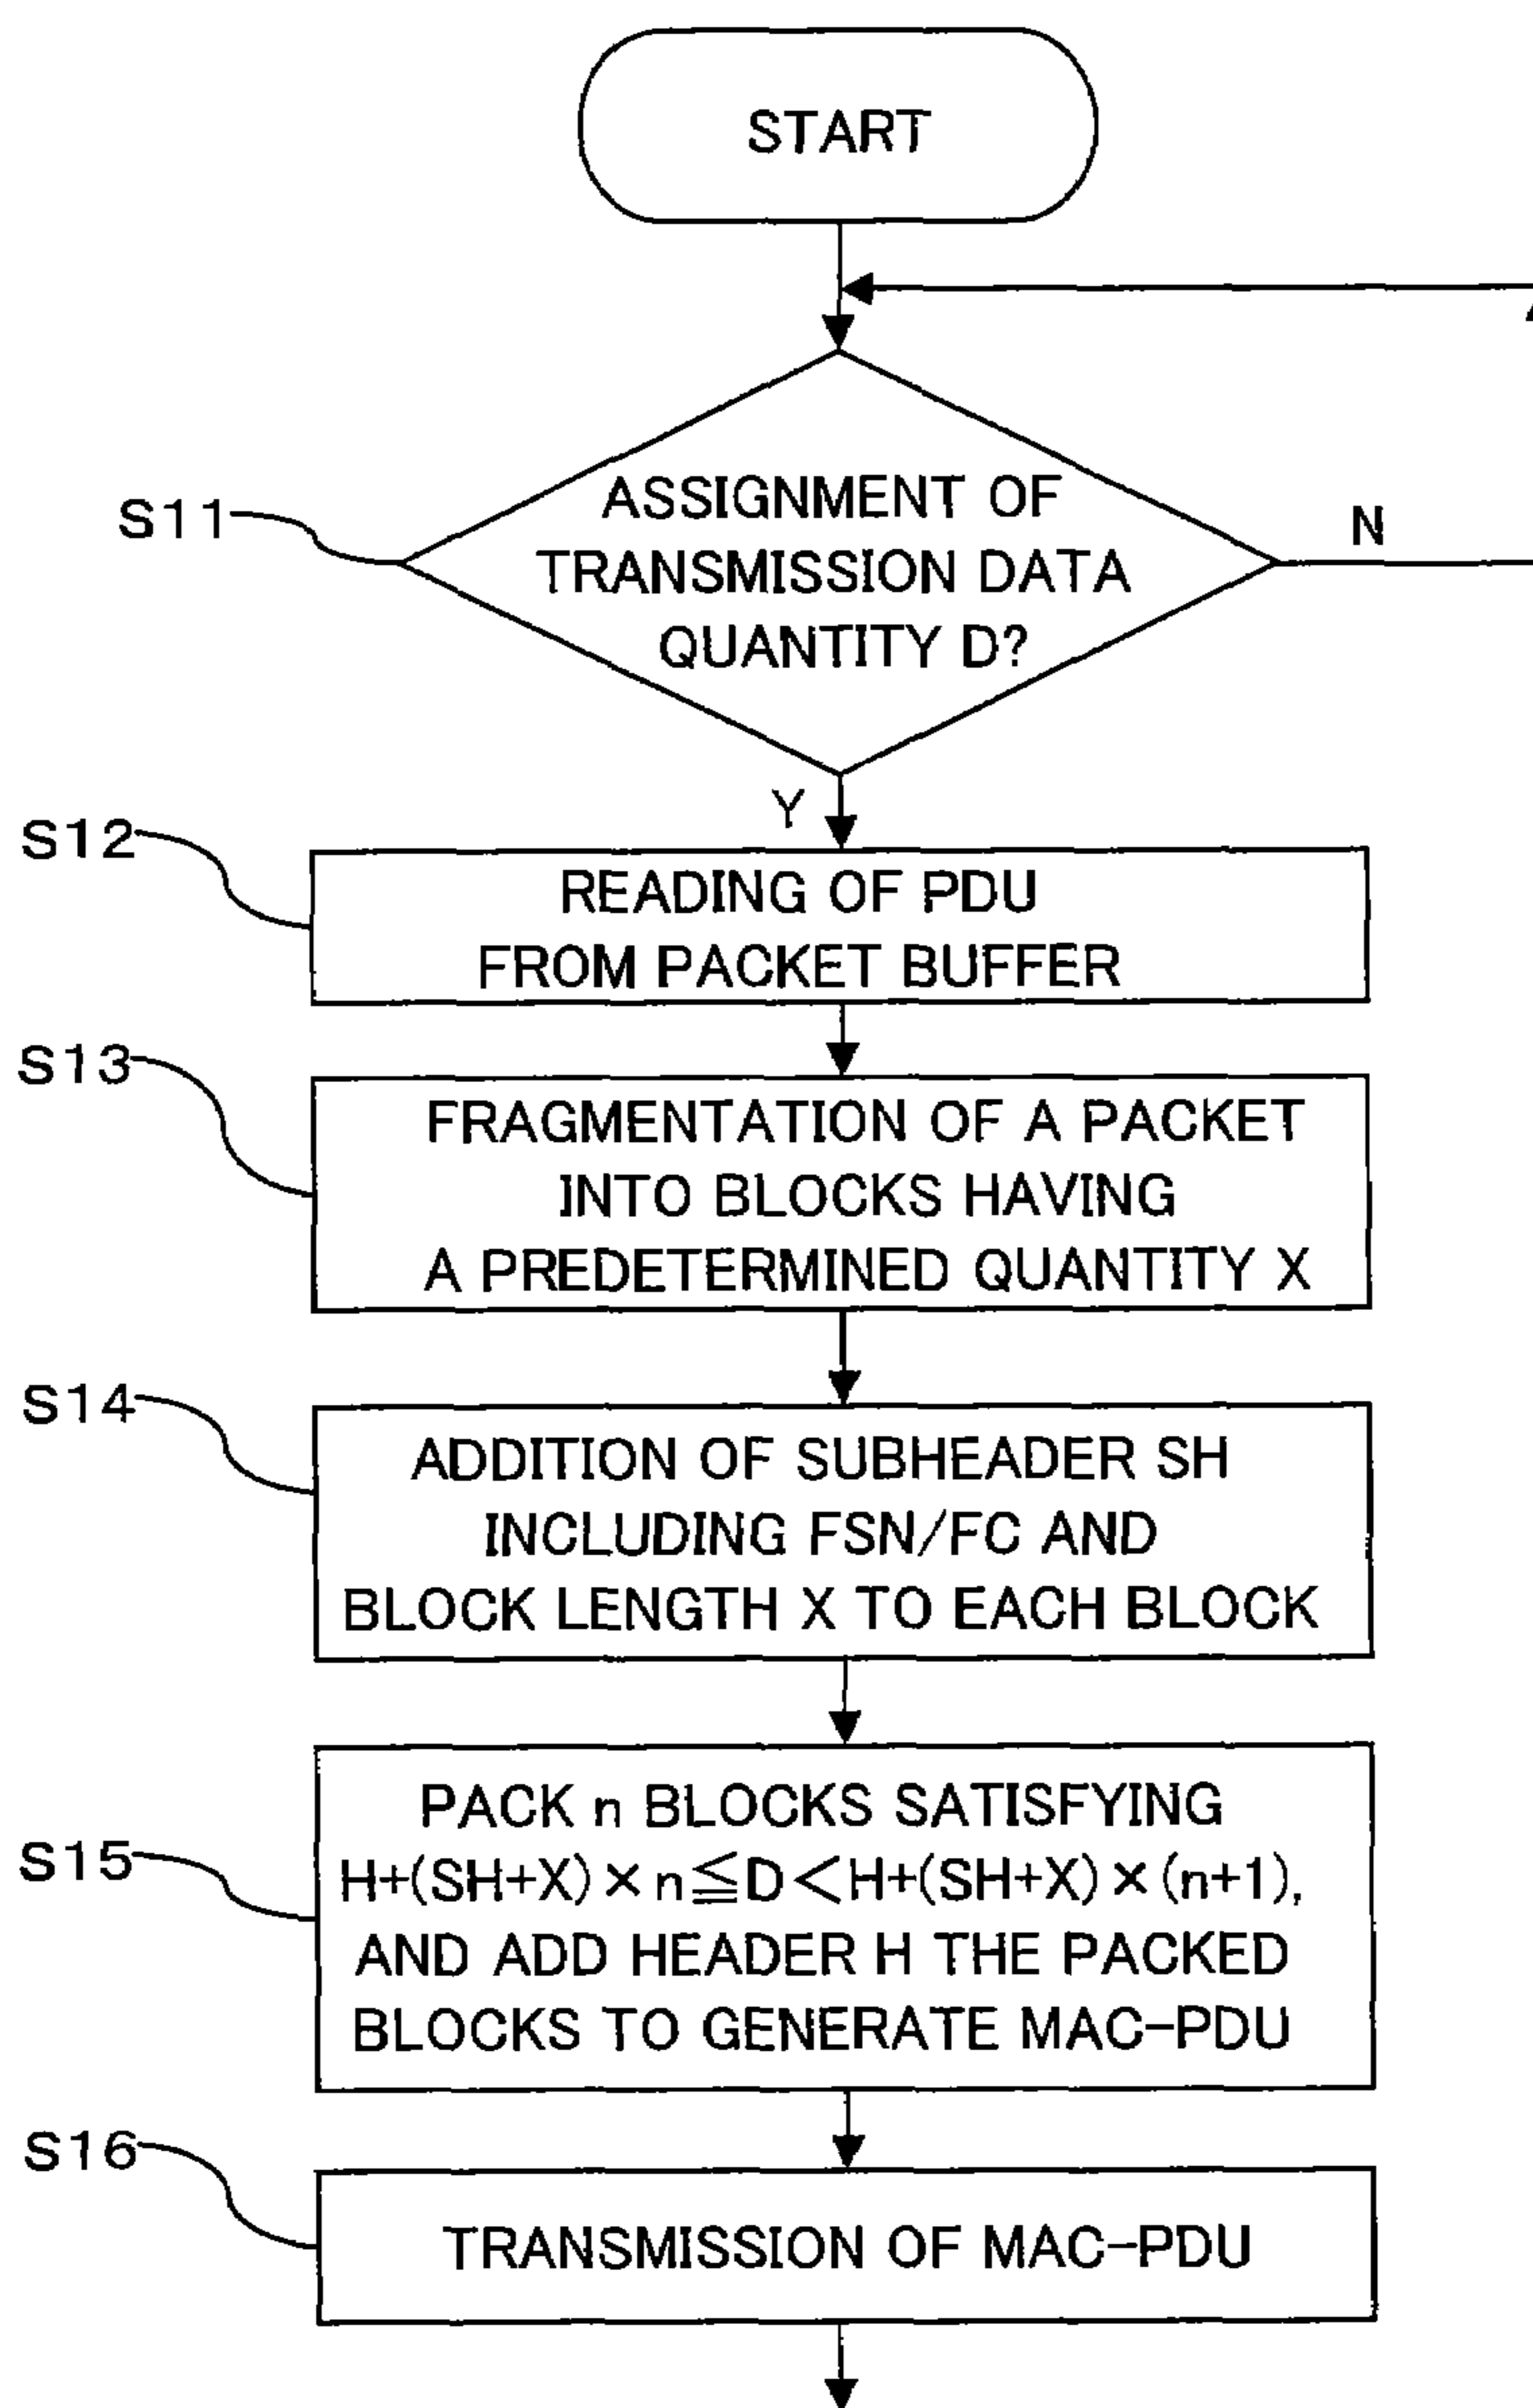 START
S11
ASSIGNMENT OF
TRANSMISSION DATA
QUANTITY D?
N
Y
S12
READING OF PDU
FROM PACKET BUFFER
S13
FRAGMENTATION OF A PACKET
INTO BLOCKS HAVING
A PREDETERMINED QUANTITY X
S14
ADDITION OF SUBHEADER SH
INCLUDING FSN/FC AND
BLOCK LENGTH X TO EACH BLOCK
S15
PACK n BLOCKS SATISFYING
H+(SH+X)×n≦D<H+(SH+X)×(n+1),
AND ADD HEADER H THE PACKED
BLOCKS TO GENERATE MAC-PDU
S16
TRANSMISSION OF MAC-PDU